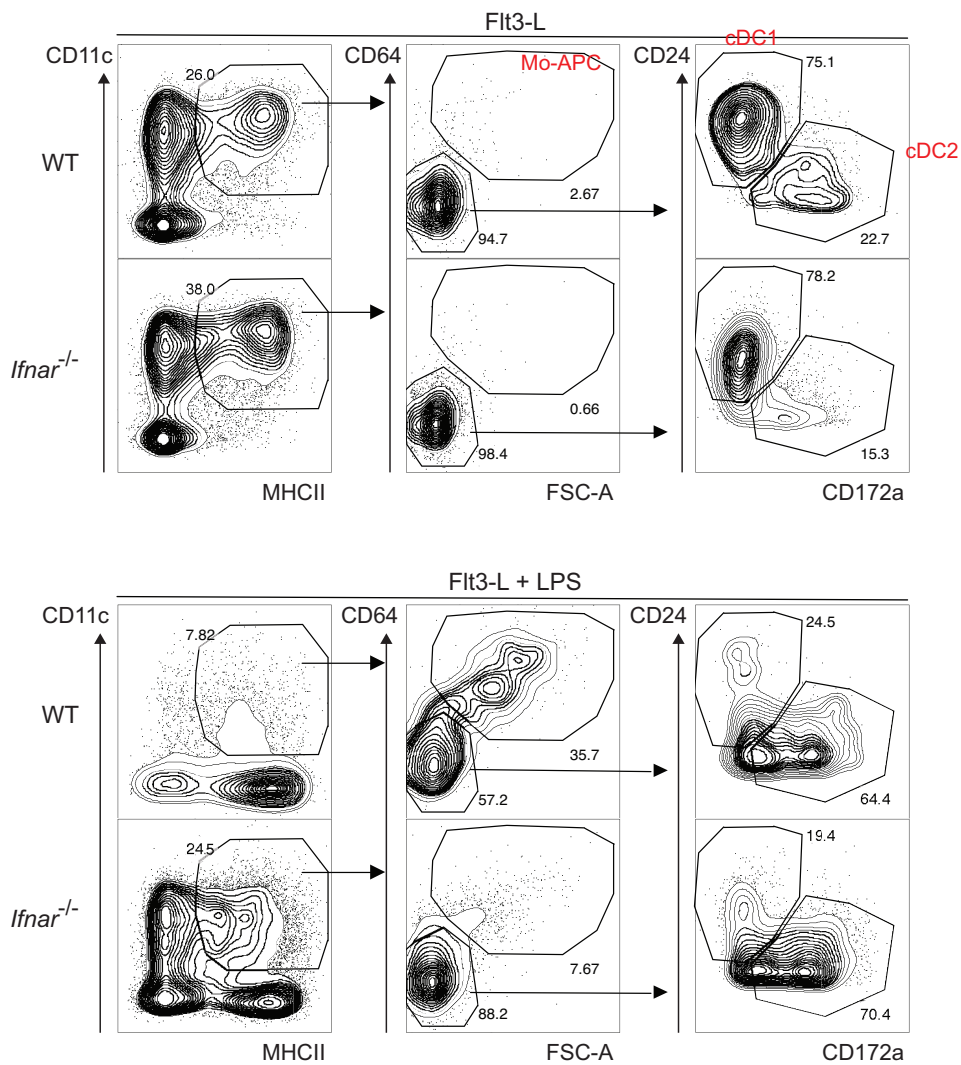 Flt3-L
CD11c
CD64
CD24
cDC1
26.0
Mo-APC
75.1
WT
cDC2
2.67
94.7
22.7
38.0
78.2
Ifnar-/-
0.66
98.4
15.3
MHCII
FSC-A
CD172a
Flt3-L + LPS
CD11c
CD64
CD24
7.82
24.5
WT
35.7
57.2
64.4
24.5
19.4
Ifnar-/-
7.67
88.2
70.4
MHCII
FSC-A
CD172a